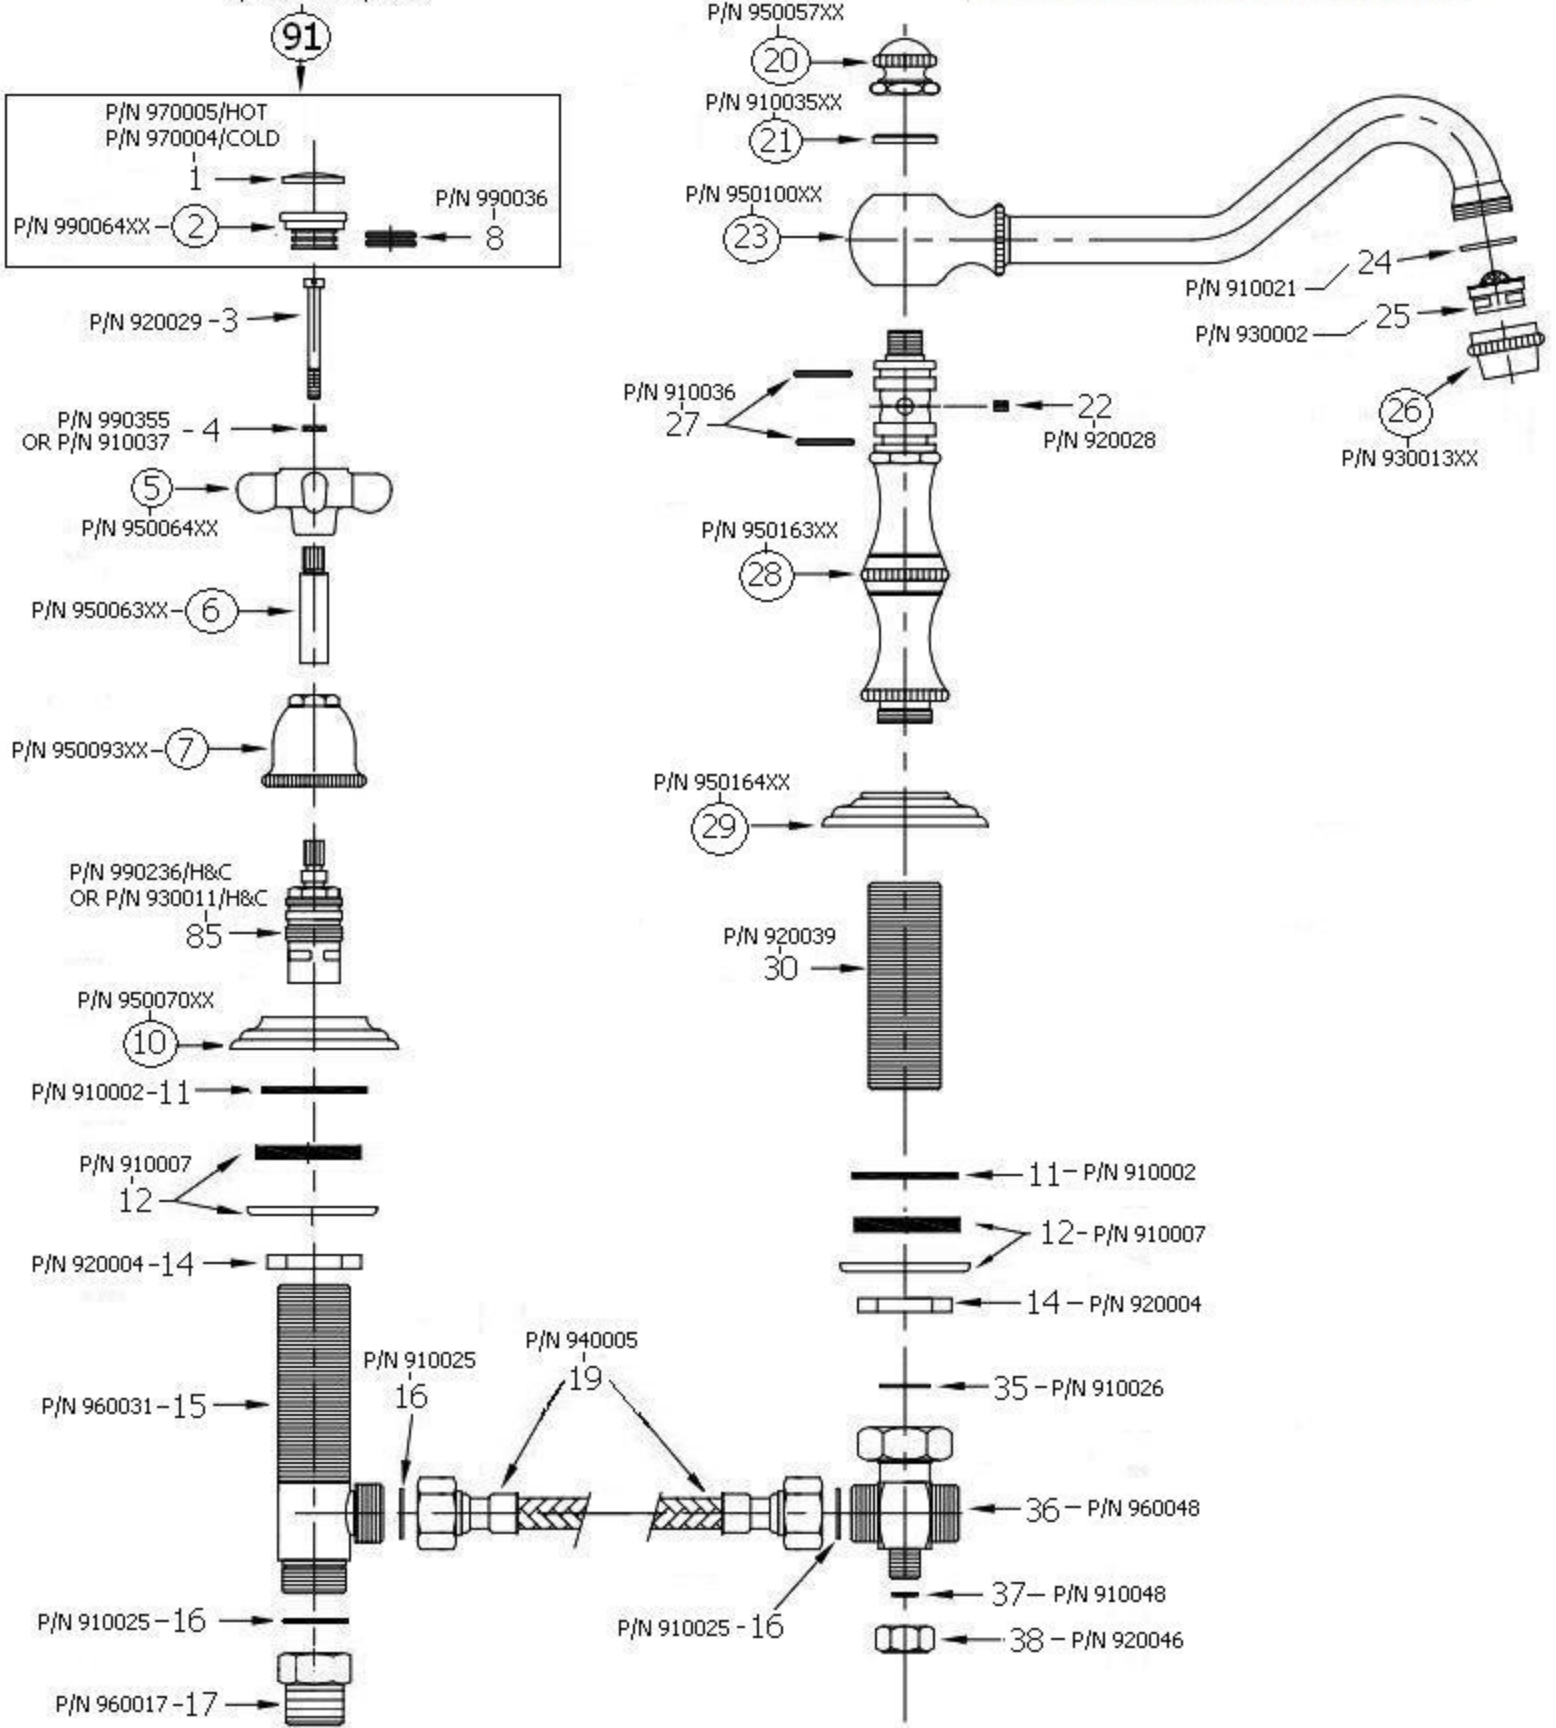 91
P/N 970005/HOT
P/N 970004/COLD
1
P/N 990064XX-2
P/N 990036
8
P/N 920029-3
P/N 990355
OR P/N 910037
-4
5
P/N 950064XX
P/N 950063XX-6
P/N 950093XX-7
P/N 990236/H&C
OR P/N 930011/H&C
85
P/N 950070XX
10
P/N 910002-11
P/N 910007
12
P/N 920004-14
P/N 960031-15
P/N 910025
16
P/N 940005
19
P/N 910025-16
P/N 960017-17
P/N 950057XX
20
P/N 910035XX
21
P/N 950100XX
23
24
P/N 910021
25
P/N 930002
26
P/N 930013XX
P/N 910036
27
22
P/N 920028
P/N 950163XX
28
P/N 950164XX
29
P/N 920039
30
11-P/N 910002
12-P/N 910007
14-P/N 920004
35-P/N 910026
36-P/N 960048
P/N 910025-16
37-P/N 910048
38-P/N 920046